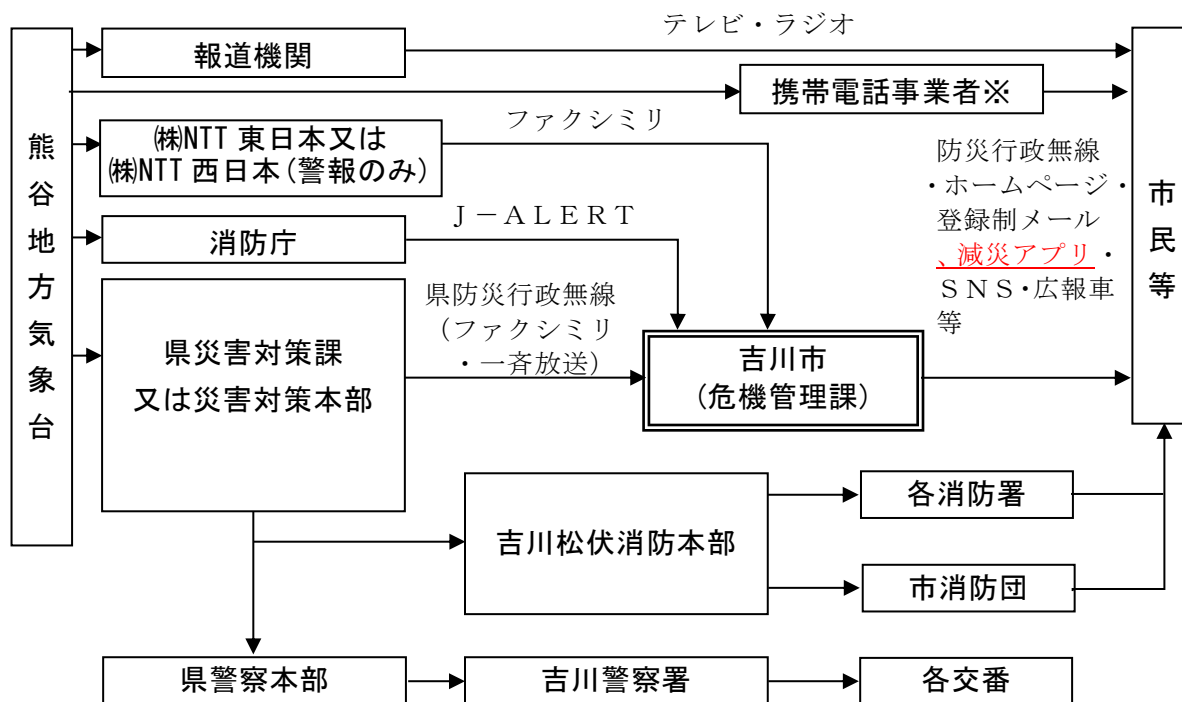 テレビ・ラジオ
報道機関
携帯電話事業者※
熊谷地方気象台
㈱NTT 東日本又は
㈱NTT 西日本(警報のみ)
ファクシミリ
防災行政無線
・ホームページ・
登録制メール
、減災アプリ・
SNS・広報車
等
市民等
消防庁
J-ALERT
県災害対策課
又は災害対策本部
県防災行政無線
(ファクシミリ
・一斉放送)
吉川市
(危機管理課)
吉川松伏消防本部
各消防署
市消防団
県警察本部
吉川警察署
各交番